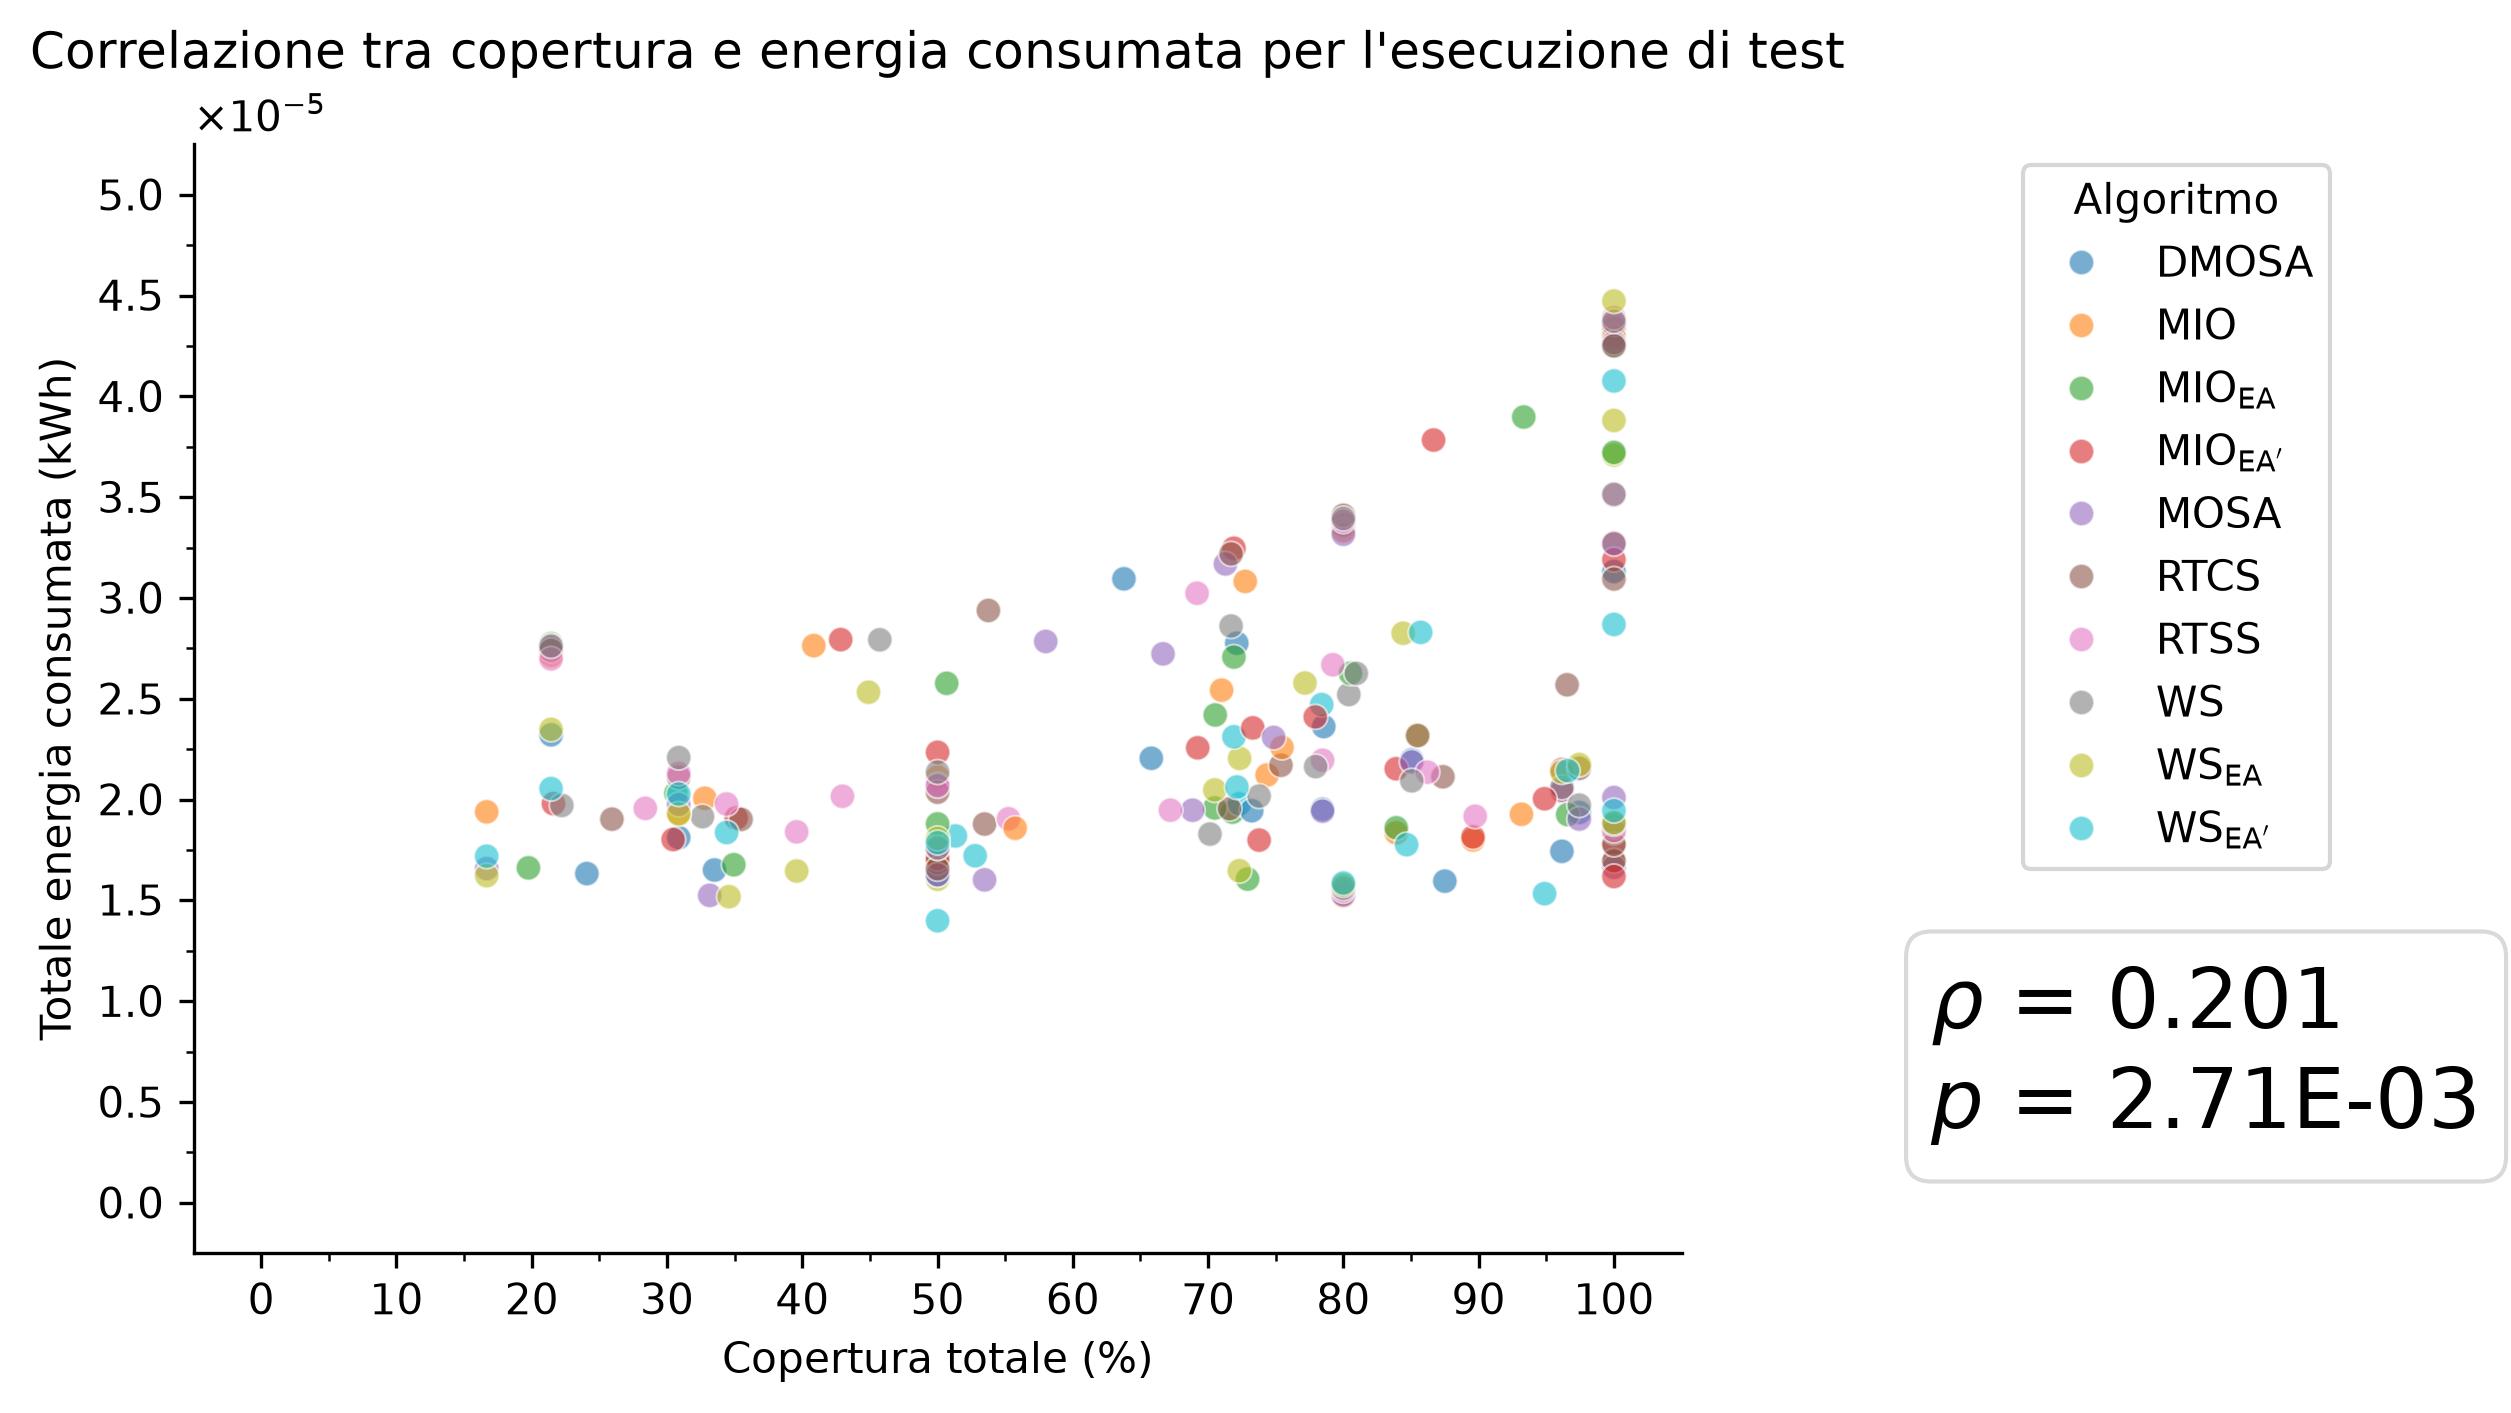 Correlazione tra copertura e energia consumata per l'esecuzione di test
×10⁻⁵
Totale energia consumata (kWh)
5.0
4.5
4.0
3.5
3.0
2.5
2.0
1.5
1.0
0.5
0.0
0 10 20 30 40 50 60 70 80 90 100
Copertura totale (%)
Algoritmo
DMOSA
MIO
MIO_EA
MIO_EA′
MOSA
RTCS
RTSS
WS
WS_EA
WS_EA′
ρ = 0.201
p = 2.71E-03